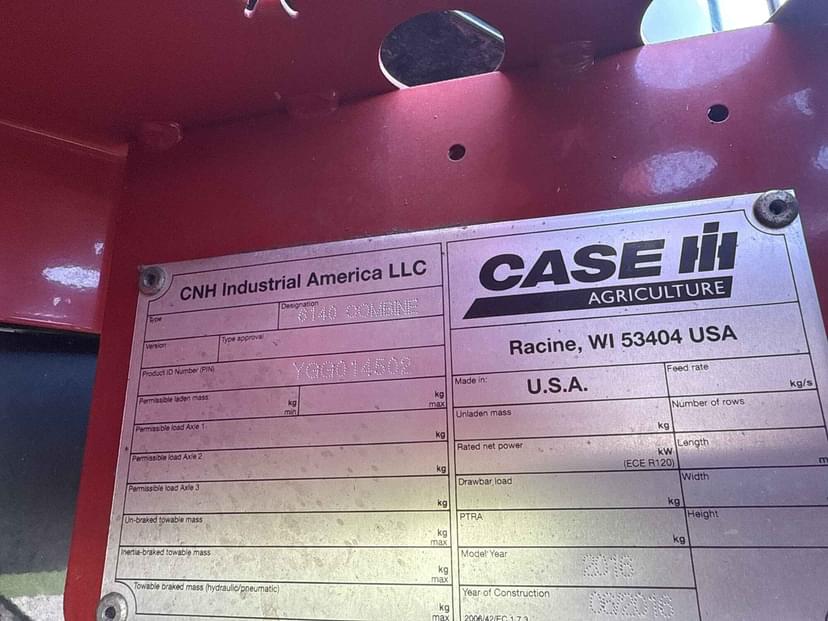 CNH Industrial America LLC
Type
Designation
6140 COMBINE
Version
Type approval
Product ID Number (PIN)
YGG014502
Permissible laden mass
kg
min
kg
max
Permissible load Axle 1
kg
Permissible load Axle 2
kg
Permissible load Axle 3
kg
Un-braked towable mass
kg
max
Inertia-braked towable mass
kg
max
Towable braked mass (hydraulic/pneumatic)
kg
max
CASE IH
AGRICULTURE
Racine, WI 53404 USA
Made in:
U.S.A.
Feed rate
kg/s
Unladen mass
kg
Number of rows
Rated net power
kW
(ECE R120)
Length
m
Drawbar load
kg
Width
PTRA
kg
Height
Model Year
2016
Year of Construction
06/2016
2006/42/EC 1.7.3